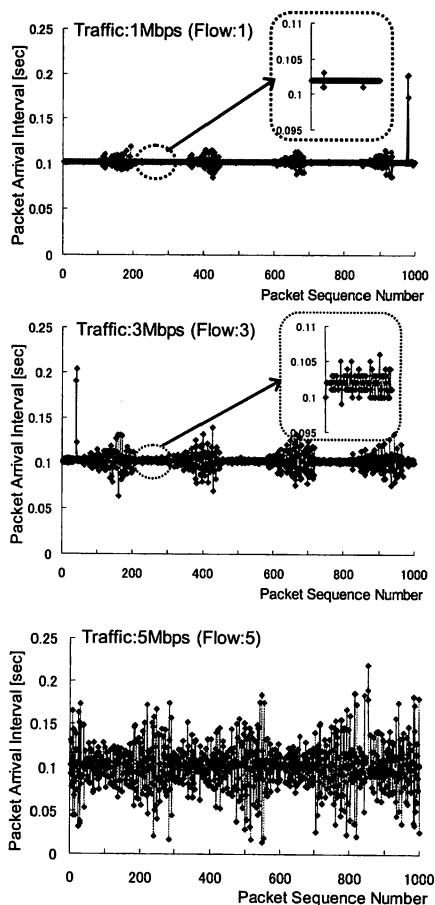 Traffic:1Mbps (Flow:1)
Packet Arrival Interval [sec]
0.25
0.2
0.15
0.1
0.05
0
0.11
0.105
0.1
0.095
0 200 400 600 800 1000
Packet Sequence Number
Traffic:3Mbps (Flow:3)
Packet Arrival Interval [sec]
0.25
0.2
0.15
0.1
0.05
0
0.11
0.105
0.1
0.095
0 200 400 600 800 1000
Packet Sequence Number
Traffic:5Mbps (Flow:5)
Packet Arrival Interval [sec]
0.25
0.2
0.15
0.1
0.05
0
0 200 400 600 800 1000
Packet Sequence Number